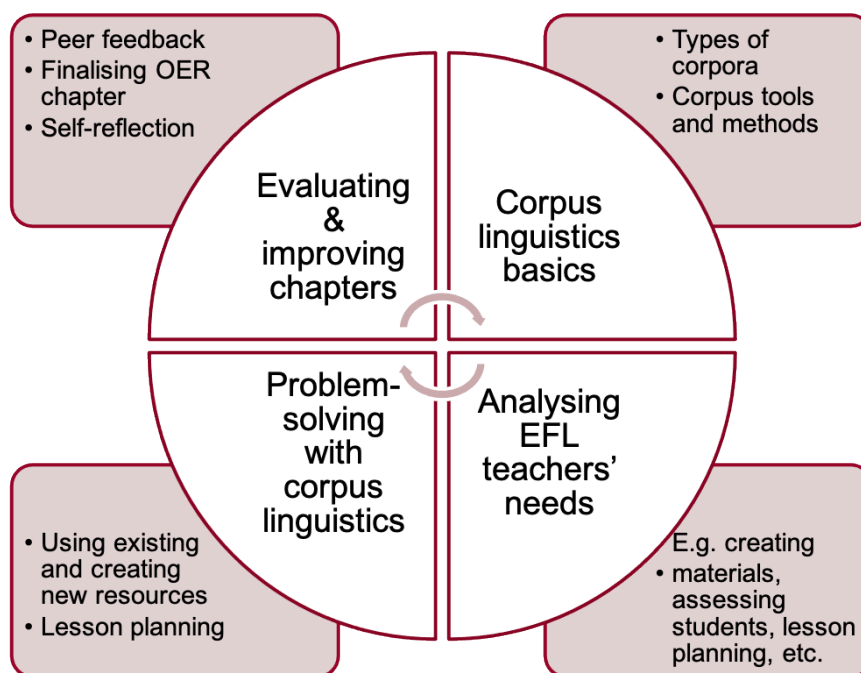 • Peer feedback
• Finalising OER
chapter
• Self-reflection
• Types of
corpora
• Corpus tools
and methods
Evaluating
&
improving
chapters
Corpus
linguistics
basics
Problem-
solving
with
corpus
linguistics
Analysing
EFL
teachers’
needs
• Using existing
and creating
new resources
• Lesson planning
E.g. creating
• materials,
assessing
students, lesson
planning, etc.